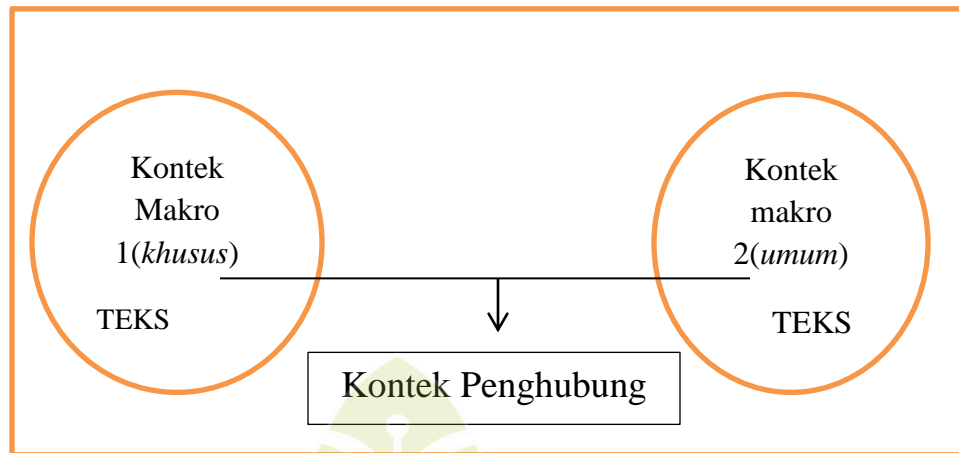 Kontek
Makro
1(khusus)
TEKS
Kontek
makro
2(umum)
TEKS
Kontek Penghubung